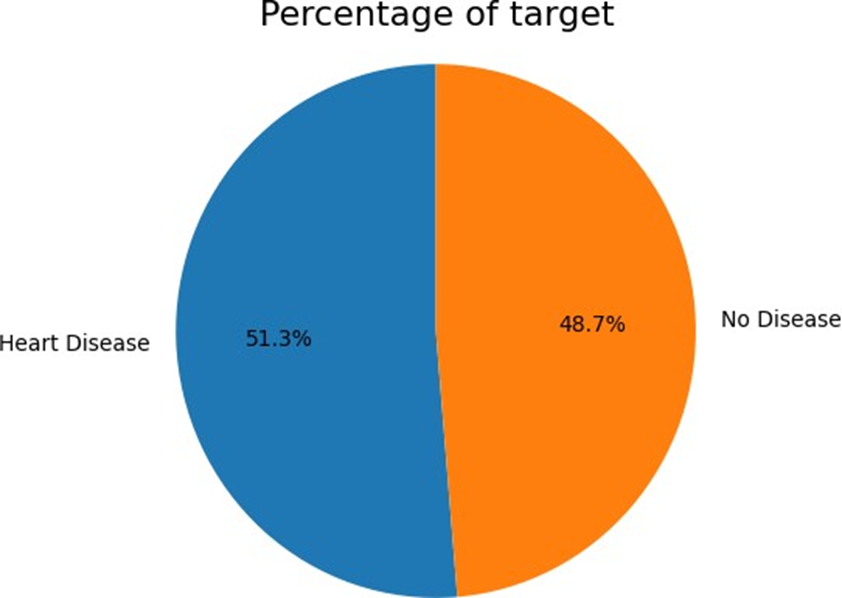 Percentage of target
Heart Disease
51.3%
48.7%
No Disease